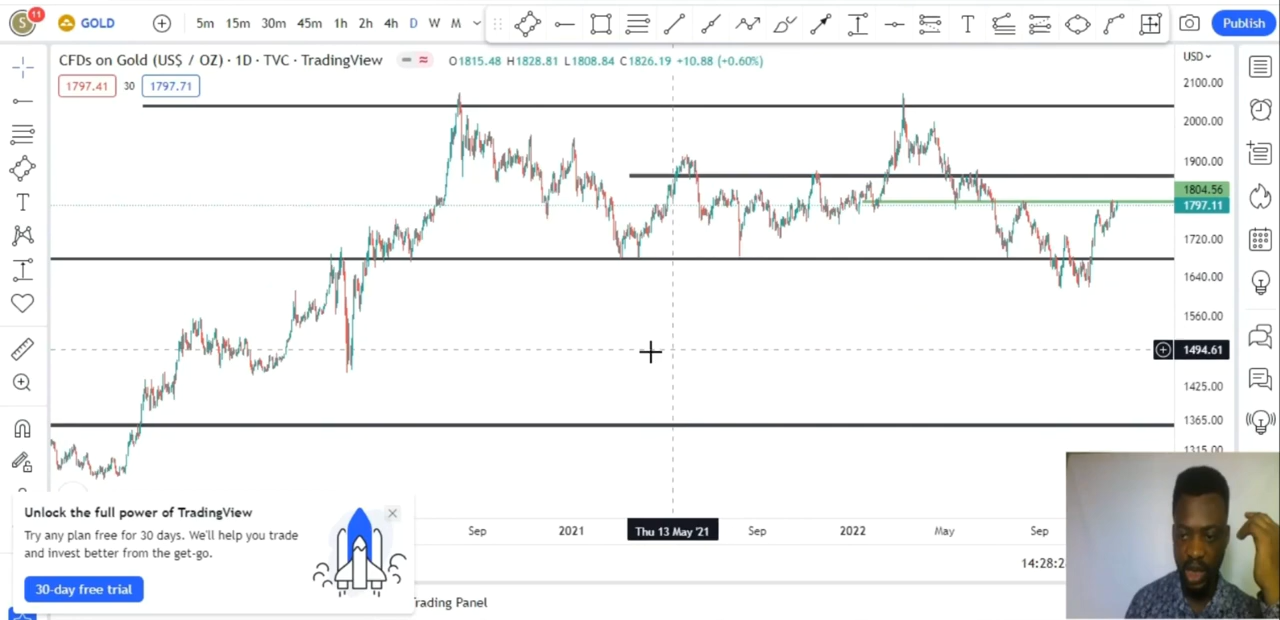 S 11 GOLD 5m 15m 30m 45m 1h 2h 4h D W M T Publish
CFDs on Gold (US$ / OZ) · 1D · TVC · TradingView O1815.48 H1828.81 L1808.84 C1826.19 +10.88 (+0.60%)
USD
1797.41 30 1797.71
2100.00
2000.00
1900.00
1804.56
1797.11
1720.00
1640.00
1560.00
1494.61
1425.00
1365.00
1315.00
Unlock the full power of TradingView
Try any plan free for 30 days. We'll help you trade
and invest better from the get-go.
30-day free trial
Sep 2021 Thu 13 May '21 Sep 2022 May Sep
14:28:2
Trading Panel